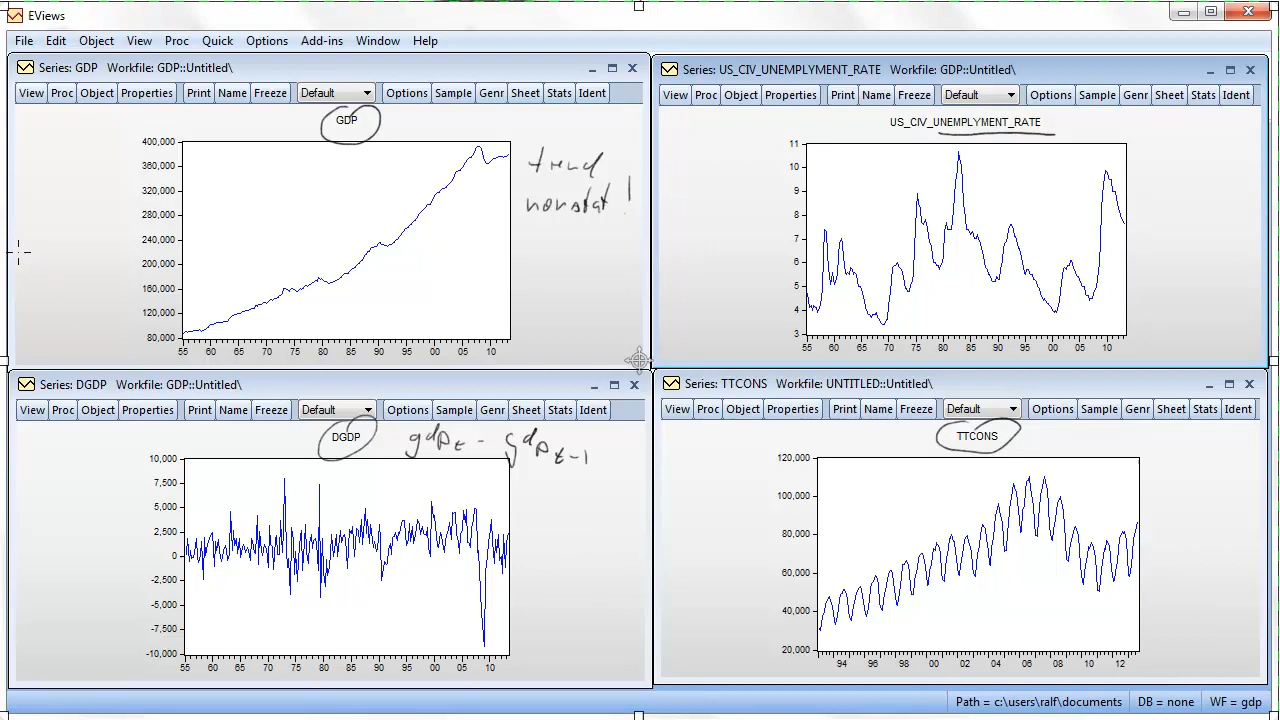 EViews
File Edit Object View Proc Quick Options Add-ins Window Help
Series: GDP Workfile: GDP::Untitled\
View Proc Object Properties Print Name Freeze Default Options Sample Genr Sheet Stats Ident
GDP
400,000
360,000
320,000
280,000
240,000
200,000
160,000
120,000
80,000
55 60 65 70 75 80 85 90 95 00 05 10
trend
nonstat !
Series: US_CIV_UNEMPLYMENT_RATE Workfile: GDP::Untitled\
View Proc Object Properties Print Name Freeze Default Options Sample Genr Sheet Stats Ident
US_CIV_UNEMPLYMENT_RATE
11
10
9
8
7
6
5
4
3
55 60 65 70 75 80 85 90 95 00 05 10
Series: DGDP Workfile: GDP::Untitled\
View Proc Object Properties Print Name Freeze Default Options Sample Genr Sheet Stats Ident
DGDP
gdp t - gdp t-1
10,000
7,500
5,000
2,500
0
-2,500
-5,000
-7,500
-10,000
55 60 65 70 75 80 85 90 95 00 05 10
Series: TTCONS Workfile: UNTITLED::Untitled\
View Proc Object Properties Print Name Freeze Default Options Sample Genr Sheet Stats Ident
TTCONS
120,000
100,000
80,000
60,000
40,000
20,000
94 96 98 00 02 04 06 08 10 12
Path = c:\users\ralf\documents DB = none WF = gdp